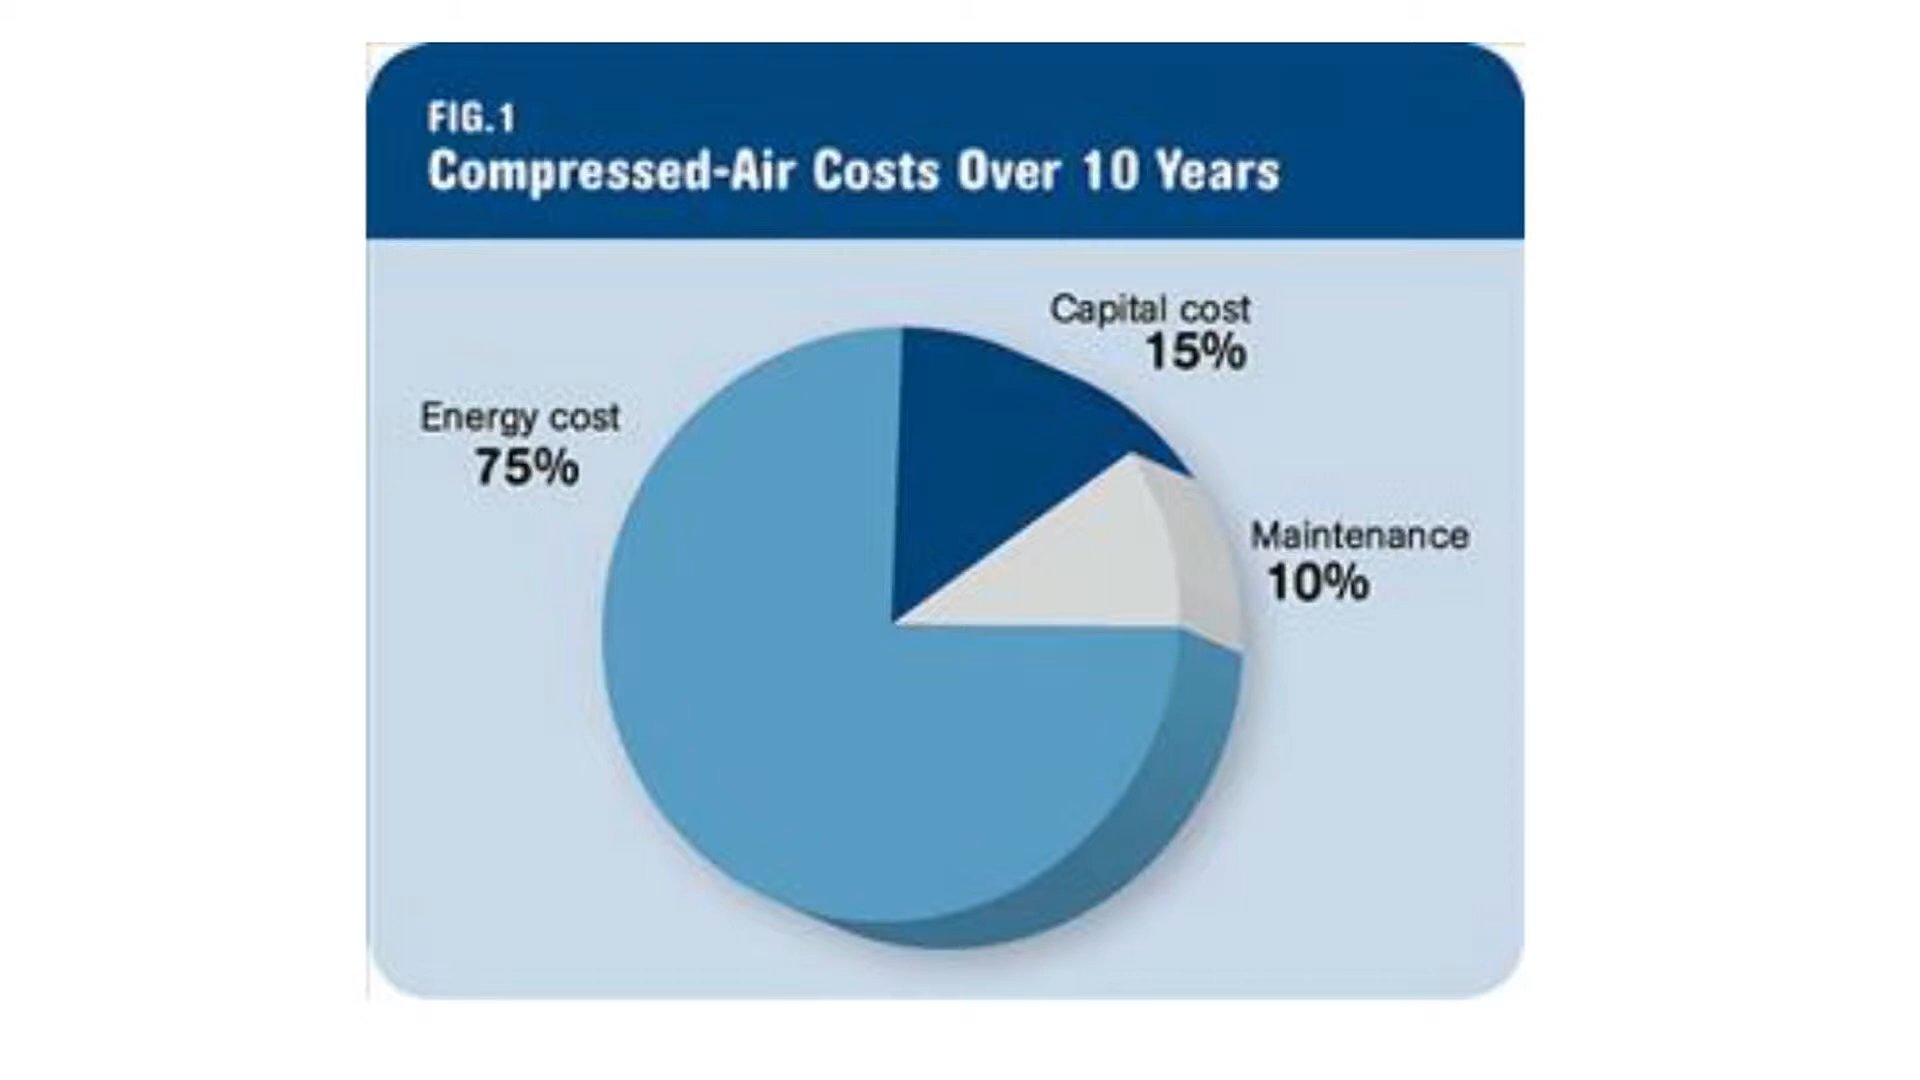 FIG.1
Compressed-Air Costs Over 10 Years
Capital cost
15%
Energy cost
75%
Maintenance
10%